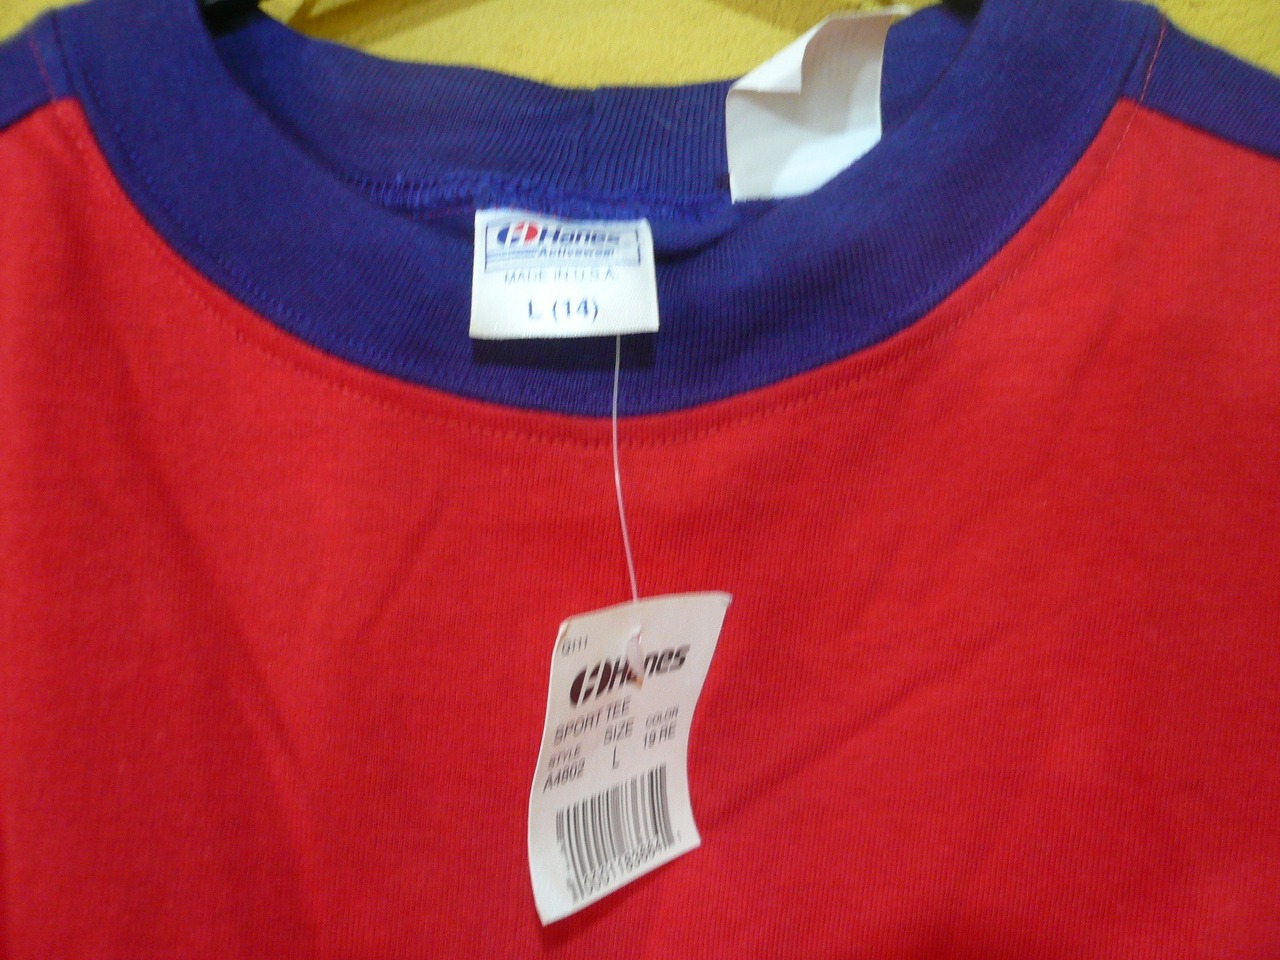 Hanes
Activewear
MADE IN U.S.A.
L (14)
Hanes
SPORT TEE
STYLE SIZE COLOR
A4802 L 19 RE